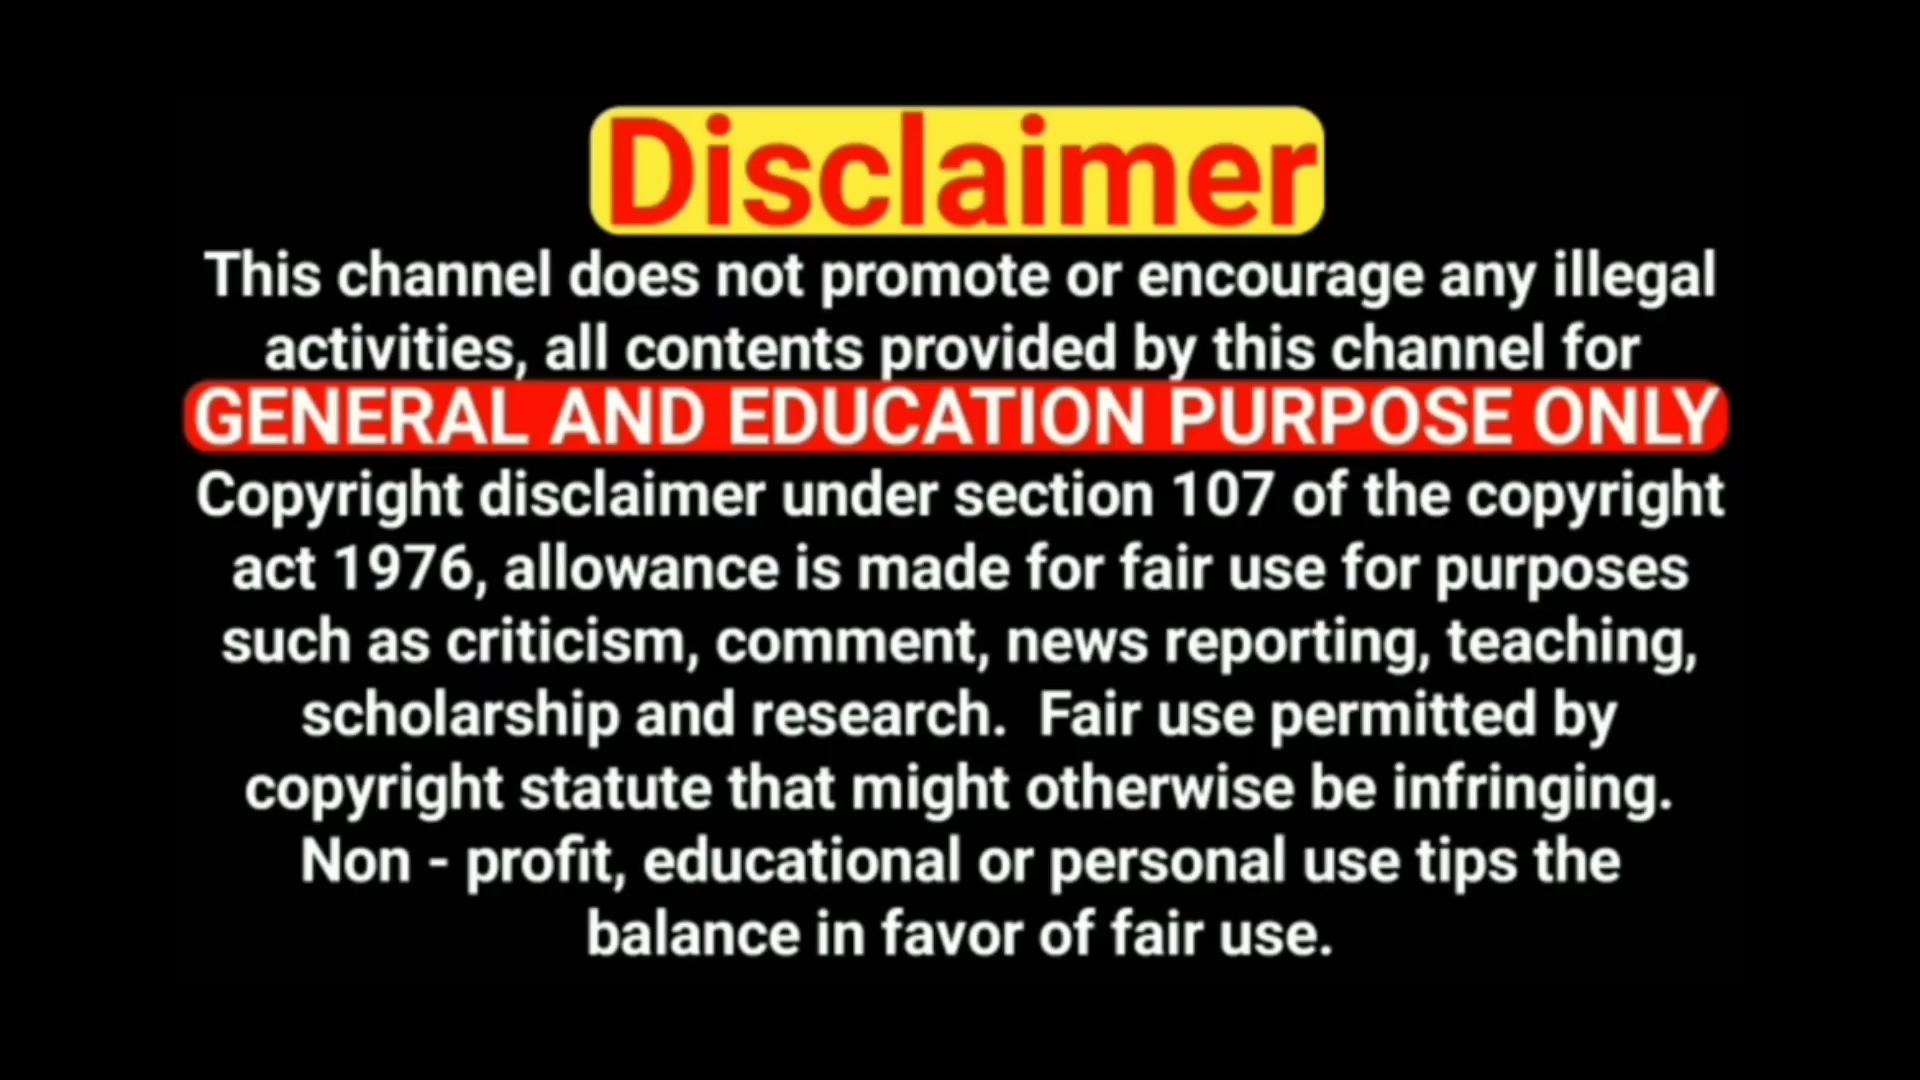 Disclaimer
This channel does not promote or encourage any illegal
activities, all contents provided by this channel for
GENERAL AND EDUCATION PURPOSE ONLY
Copyright disclaimer under section 107 of the copyright
act 1976, allowance is made for fair use for purposes
such as criticism, comment, news reporting, teaching,
scholarship and research.  Fair use permitted by
copyright statute that might otherwise be infringing.
Non - profit, educational or personal use tips the
balance in favor of fair use.